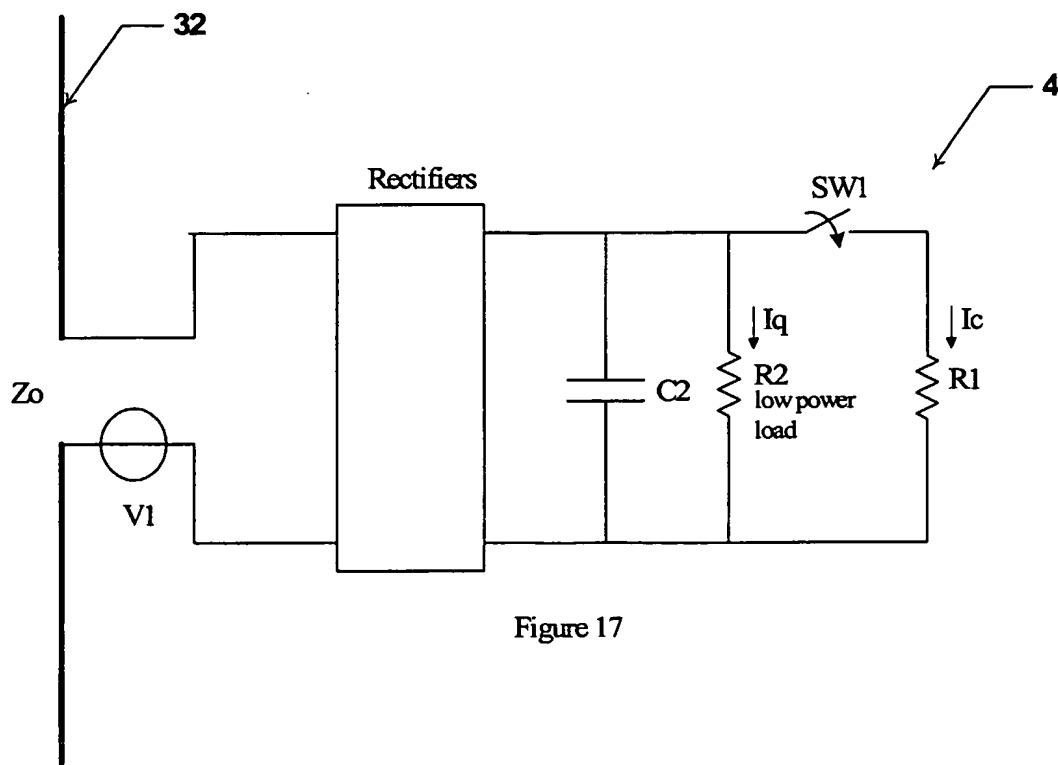 32
4
Rectifiers
SW1
Iq
Ic
Zo
C2
R2
low power
load
R1
V1
Figure 17